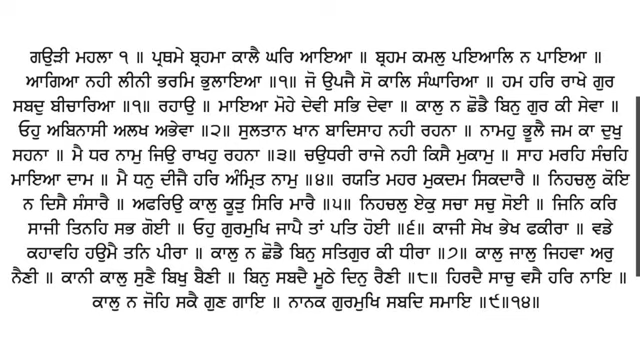 ਗਉੜੀ ਮਹਲਾ ੧ ॥ ਪ੍ਰਥਮੇ ਬ੍ਰਹਮਾ ਕਾਲੈ ਘਰਿ ਆਇਆ ॥ ਬ੍ਰਹਮ ਕਮਲੁ ਪਇਆਲਿ ਨ ਪਾਇਆ ॥
ਆਗਿਆ ਨਹੀ ਲੀਨੀ ਭਰਮਿ ਭੁਲਾਇਆ ॥੧॥ ਜੋ ਉਪਜੈ ਸੋ ਕਾਲਿ ਸੰਘਾਰਿਆ ॥ ਹਮ ਹਰਿ ਰਾਖੇ ਗੁਰ
ਸਬਦੁ ਬੀਚਾਰਿਆ ॥੧॥ ਰਹਾਉ ॥ ਮਾਇਆ ਮੋਹੇ ਦੇਵੀ ਸਭਿ ਦੇਵਾ ॥ ਕਾਲੁ ਨ ਛੋਡੈ ਬਿਨੁ ਗੁਰ ਕੀ ਸੇਵਾ ॥
ਓਹੁ ਅਬਿਨਾਸੀ ਅਲਖ ਅਭੇਵਾ ॥੨॥ ਸੁਲਤਾਨ ਖਾਨ ਬਾਦਿਸਾਹ ਨਹੀ ਰਹਨਾ ॥ ਨਾਮਹੁ ਭੂਲੈ ਜਮ ਕਾ ਦੁਖੁ
ਸਹਨਾ ॥ ਮੈ ਧਰ ਨਾਮੁ ਜਿਉ ਰਾਖਹੁ ਰਹਨਾ ॥੩॥ ਚਉਧਰੀ ਰਾਜੇ ਨਹੀ ਕਿਸੈ ਮੁਕਾਮੁ ॥ ਸਾਹ ਮਰਹਿ ਸੰਚਹਿ
ਮਾਇਆ ਦਾਮ ॥ ਮੈ ਧਨੁ ਦੀਜੈ ਹਰਿ ਅੰਮ੍ਰਿਤ ਨਾਮੁ ॥੪॥ ਰਯਤਿ ਮਹਰ ਮੁਕਦਮ ਸਿਕਦਾਰੈ ॥ ਨਿਹਚਲੁ ਕੋਇ
ਨ ਦਿਸੈ ਸੰਸਾਰੈ ॥ ਅਫਰਿਉ ਕਾਲੁ ਕੂੜੁ ਸਿਰਿ ਮਾਰੈ ॥੫॥ ਨਿਹਚਲੁ ਏਕੁ ਸਚਾ ਸਚੁ ਸੋਈ ॥ ਜਿਨਿ ਕਰਿ
ਸਾਜੀ ਤਿਨਹਿ ਸਭ ਗੋਈ ॥ ਓਹੁ ਗੁਰਮੁਖਿ ਜਾਪੈ ਤਾਂ ਪਤਿ ਹੋਈ ॥੬॥ ਕਾਜੀ ਸੇਖ ਭੇਖ ਫਕੀਰਾ ॥ ਵਡੇ
ਕਹਾਵਹਿ ਹਉਮੈ ਤਨਿ ਪੀਰਾ ॥ ਕਾਲੁ ਨ ਛੋਡੈ ਬਿਨੁ ਸਤਿਗੁਰ ਕੀ ਧੀਰਾ ॥੭॥ ਕਾਲੁ ਜਾਲੁ ਜਿਹਵਾ ਅਰੁ
ਨੈਣੀ ॥ ਕਾਨੀ ਕਾਲੁ ਸੁਣੈ ਬਿਖੁ ਬੈਣੀ ॥ ਬਿਨੁ ਸਬਦੈ ਮੂਠੇ ਦਿਨੁ ਰੈਣੀ ॥੮॥ ਹਿਰਦੈ ਸਾਚੁ ਵਸੈ ਹਰਿ ਨਾਇ ॥
ਕਾਲੁ ਨ ਜੋਹਿ ਸਕੈ ਗੁਣ ਗਾਇ ॥ ਨਾਨਕ ਗੁਰਮੁਖਿ ਸਬਦਿ ਸਮਾਇ ॥੯॥੧੪॥